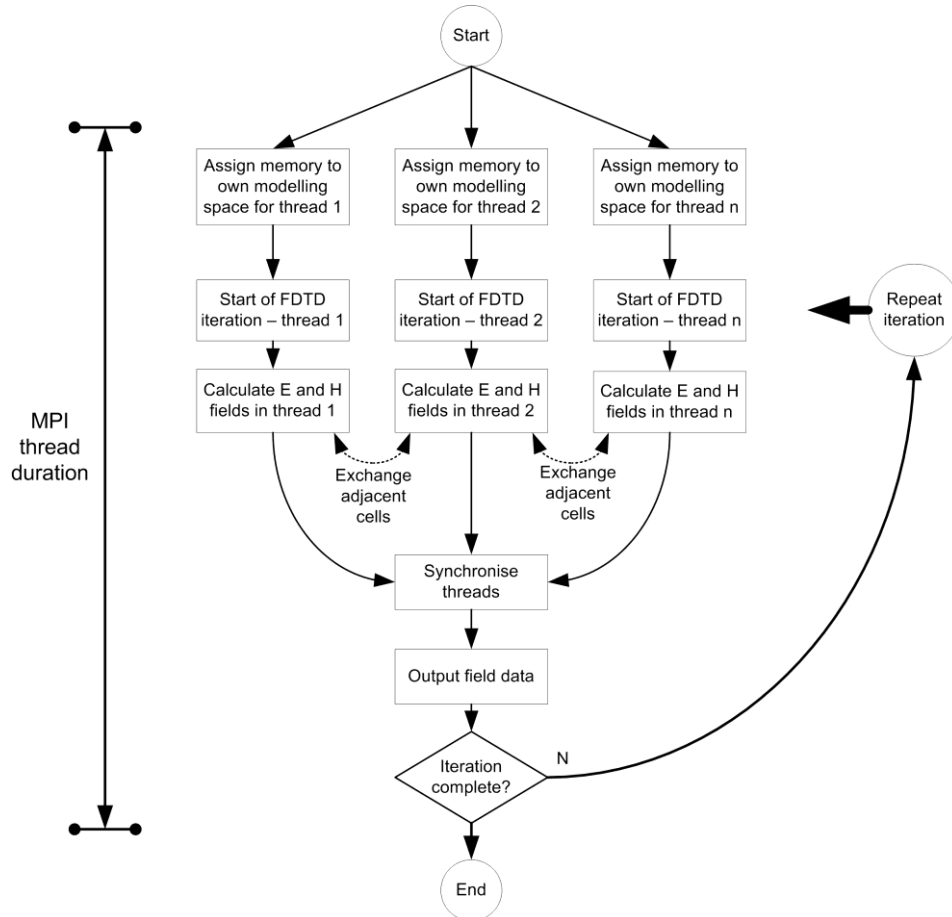 Start
Assign memory to
own modelling
space for thread 1
Assign memory to
own modelling
space for thread 2
Assign memory to
own modelling
space for thread n
Start of FDTD
iteration – thread 1
Start of FDTD
iteration – thread 2
Start of FDTD
iteration – thread n
Repeat
iteration
Calculate E and H
fields in thread 1
Calculate E and H
fields in thread 2
Calculate E and H
fields in thread n
MPI
thread
duration
Exchange
adjacent
cells
Exchange
adjacent
cells
Synchronise
threads
Output field data
N
Iteration
complete?
End